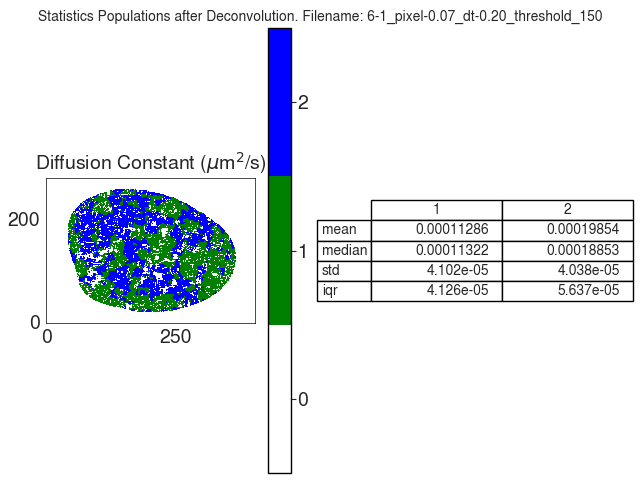 Statistics Populations after Deconvolution. Filename: 6-1_pixel-0.07_dt-0.20_threshold_150
Diffusion Constant (μm²/s)
200
0
0 250
2
1
0
1 2
mean 0.00011286 0.00019854
median 0.00011322 0.00018853
std 4.102e-05 4.038e-05
iqr 4.126e-05 5.637e-05